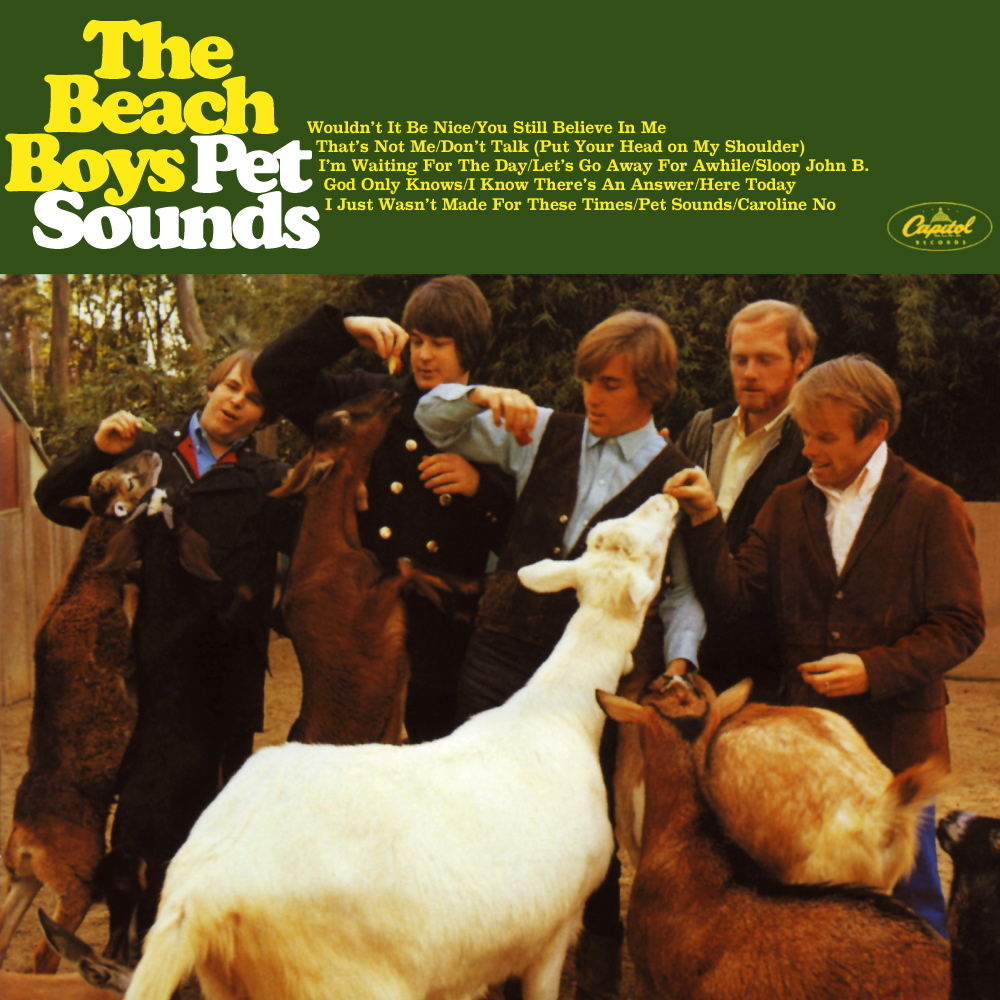 The
Beach
Boys Pet
Sounds
Wouldn't It Be Nice/You Still Believe In Me
That's Not Me/Don't Talk (Put Your Head on My Shoulder)
I'm Waiting For The Day/Let's Go Away For Awhile/Sloop John B.
God Only Knows/I Know There's An Answer/Here Today
I Just Wasn't Made For These Times/Pet Sounds/Caroline No
Capitol
RECORDS